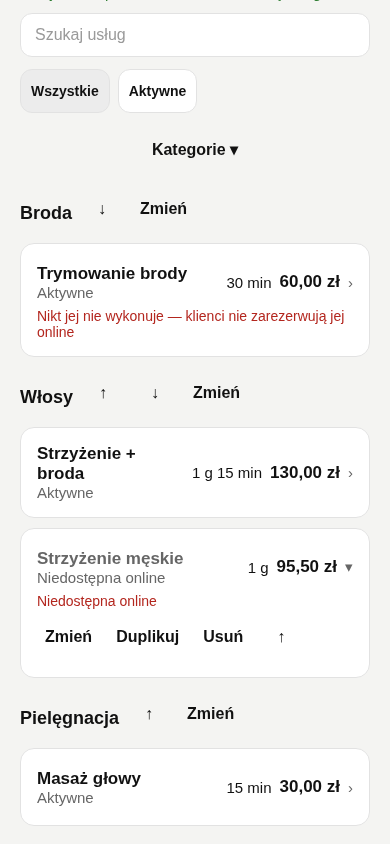 Szukaj usług
Wszystkie Aktywne
Kategorie ▾
Broda ↓ Zmień
Trymowanie brody 30 min 60,00 zł ›
Aktywne
Nikt jej nie wykonuje — klienci nie zarezerwują jej
online
Włosy ↑ ↓ Zmień
Strzyżenie +
broda 1 g 15 min 130,00 zł ›
Aktywne
Strzyżenie męskie 1 g 95,50 zł ▾
Niedostępna online
Niedostępna online
Zmień Duplikuj Usuń ↑
Pielęgnacja ↑ Zmień
Masaż głowy 15 min 30,00 zł ›
Aktywne